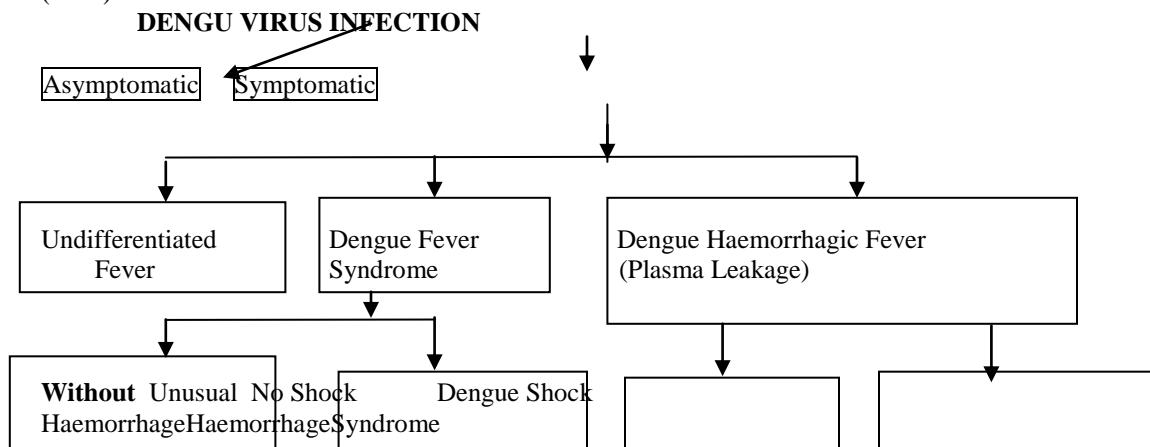 DENGU VIRUS INFECTION
Asymptomatic Symptomatic
Undifferentiated
Fever
Dengue Fever
Syndrome
Dengue Haemorrhagic Fever
(Plasma Leakage)
Without Unusual No Shock Dengue Shock
HaemorrhageHaemorrhageSyndrome